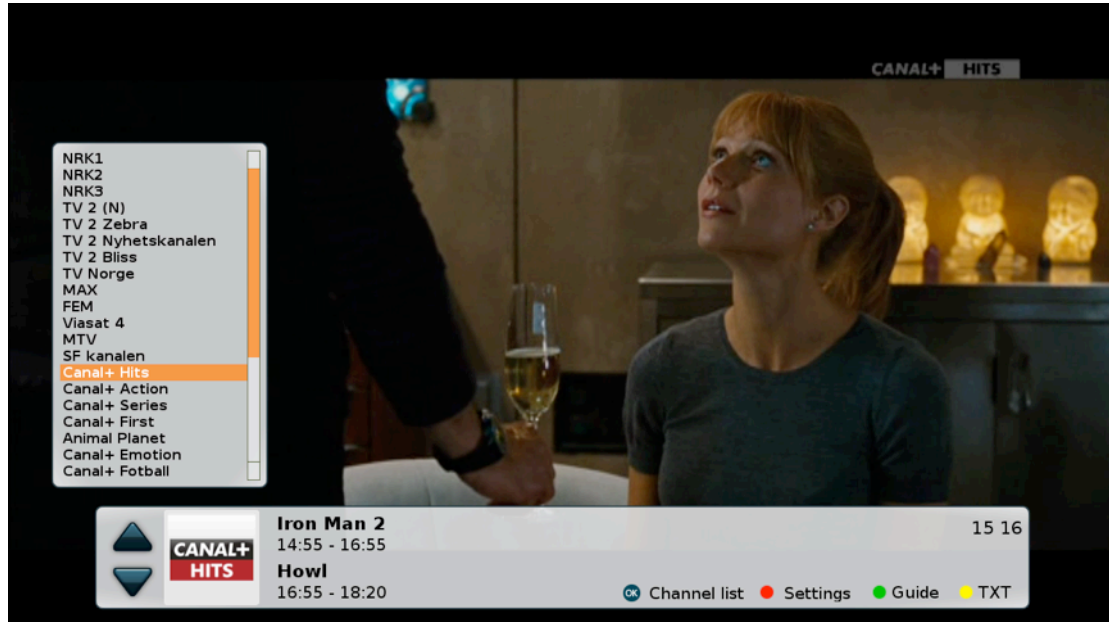 CANAL+ HITS
NRK1
NRK2
NRK3
TV 2 (N)
TV 2 Zebra
TV 2 Nyhetskanalen
TV 2 Bliss
TV Norge
MAX
FEM
Viasat 4
MTV
SF kanalen
Canal+ Hits
Canal+ Action
Canal+ Series
Canal+ First
Animal Planet
Canal+ Emotion
Canal+ Fotball
CANAL+
HITS
Iron Man 2
14:55 - 16:55
Howl
16:55 - 18:20
15 16
OK Channel list Settings Guide TXT